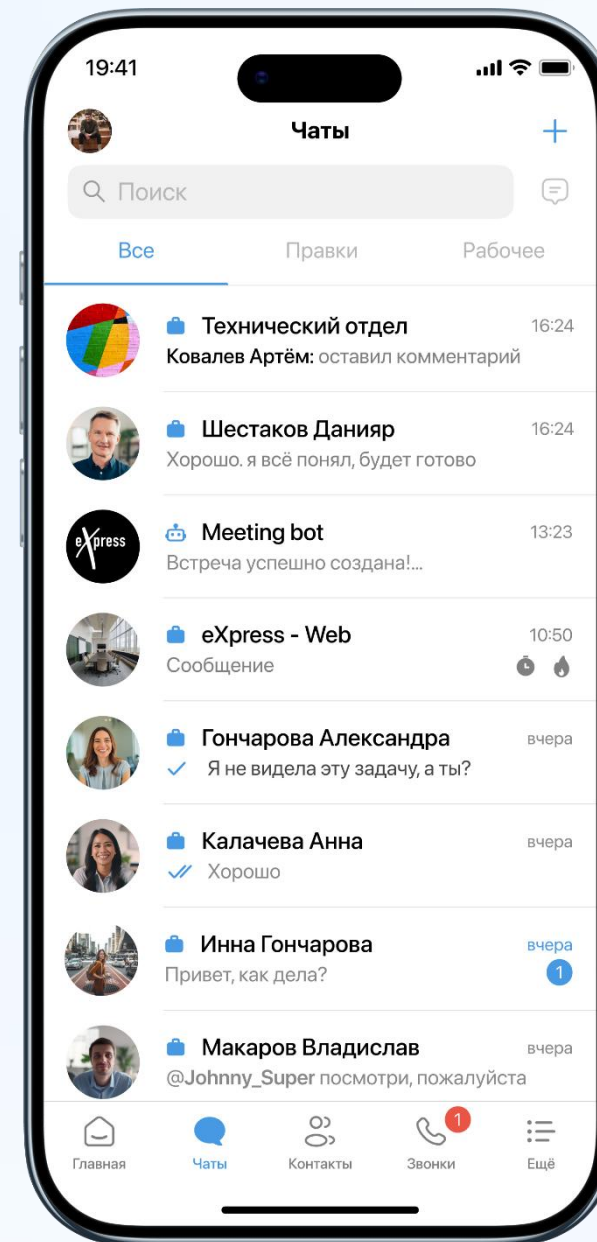 19:41
Чаты
Поиск
Все Правки Рабочее
Технический отдел 16:24
Ковалев Артём: оставил комментарий
Шестаков Данияр 16:24
Хорошо. я всё понял, будет готово
eXpress
Meeting bot 13:23
Встреча успешно создана!...
eXpress - Web 10:50
Сообщение
Гончарова Александра вчера
Я не видела эту задачу, а ты?
Калачева Анна вчера
Хорошо
Инна Гончарова вчера
Привет, как дела? 1
Макаров Владислав вчера
@Johnny_Super посмотри, пожалуйста
1
Главная Чаты Контакты Звонки Ещё